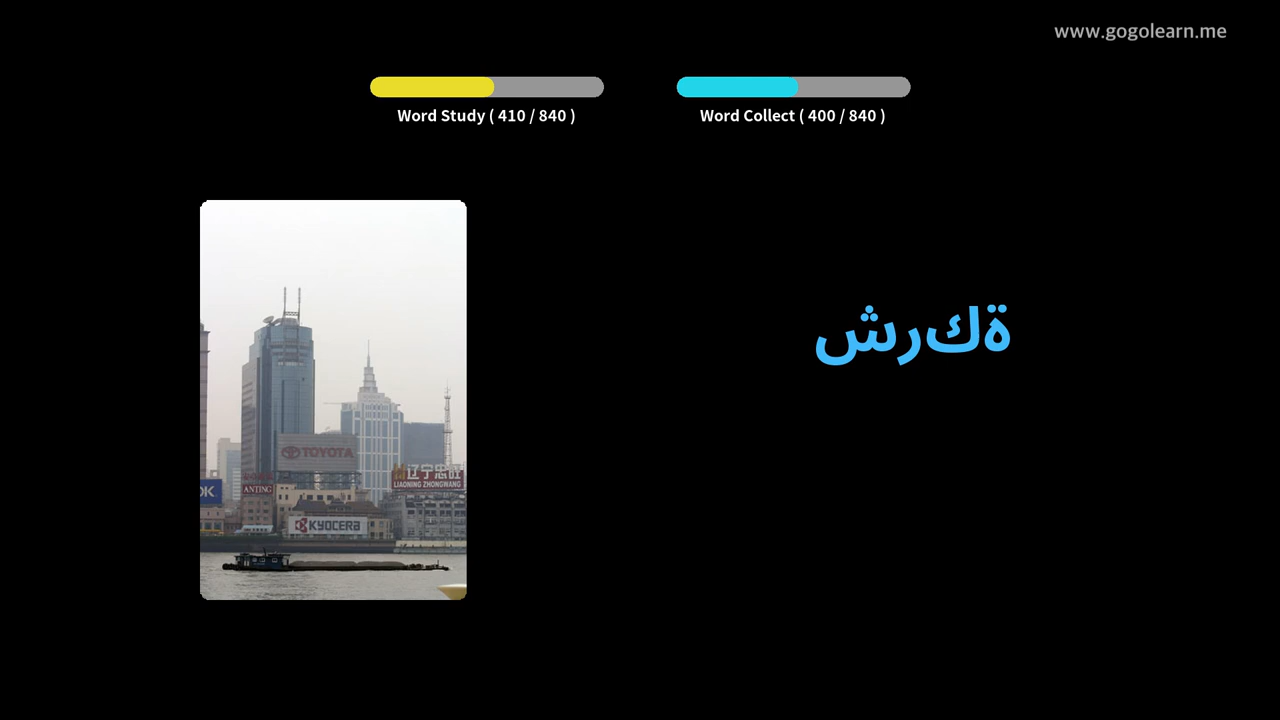 www.gogolearn.me
Word Study ( 410 / 840 )
Word Collect ( 400 / 840 )
شركة
TOYOTA
辽宁忠旺
LIAONING ZHONGWANG
ANTING
KYOCERA